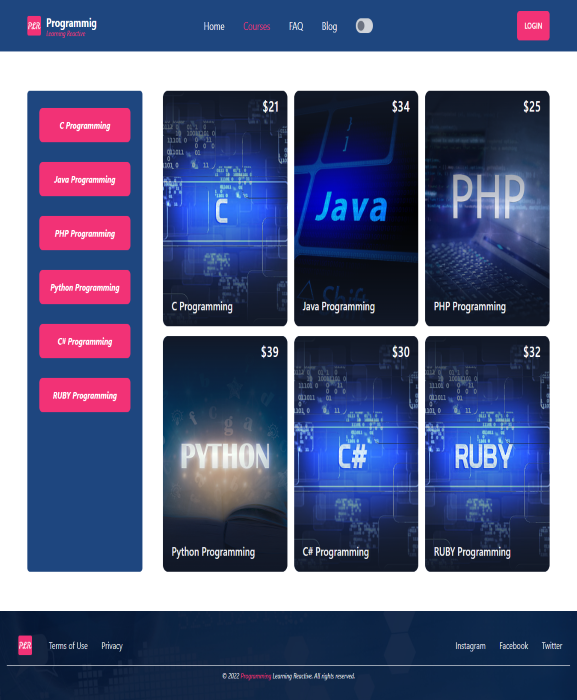 PLR
Programmig
Learning Reactive
Home
Courses
FAQ
Blog
LOGIN
C Programming
Java Programming
PHP Programming
Python Programming
C# Programming
RUBY Programming
$21
C
C Programming
$34
Java
Shift
Java Programming
$25
PHP
PHP Programming
$39
PYTHON
Python Programming
$30
C#
C# Programming
$32
RUBY
RUBY Programming
PLR
Terms of Use
Privacy
Instagram
Facebook
Twitter
© 2022 Programming Learning Reactive. All rights reserved.